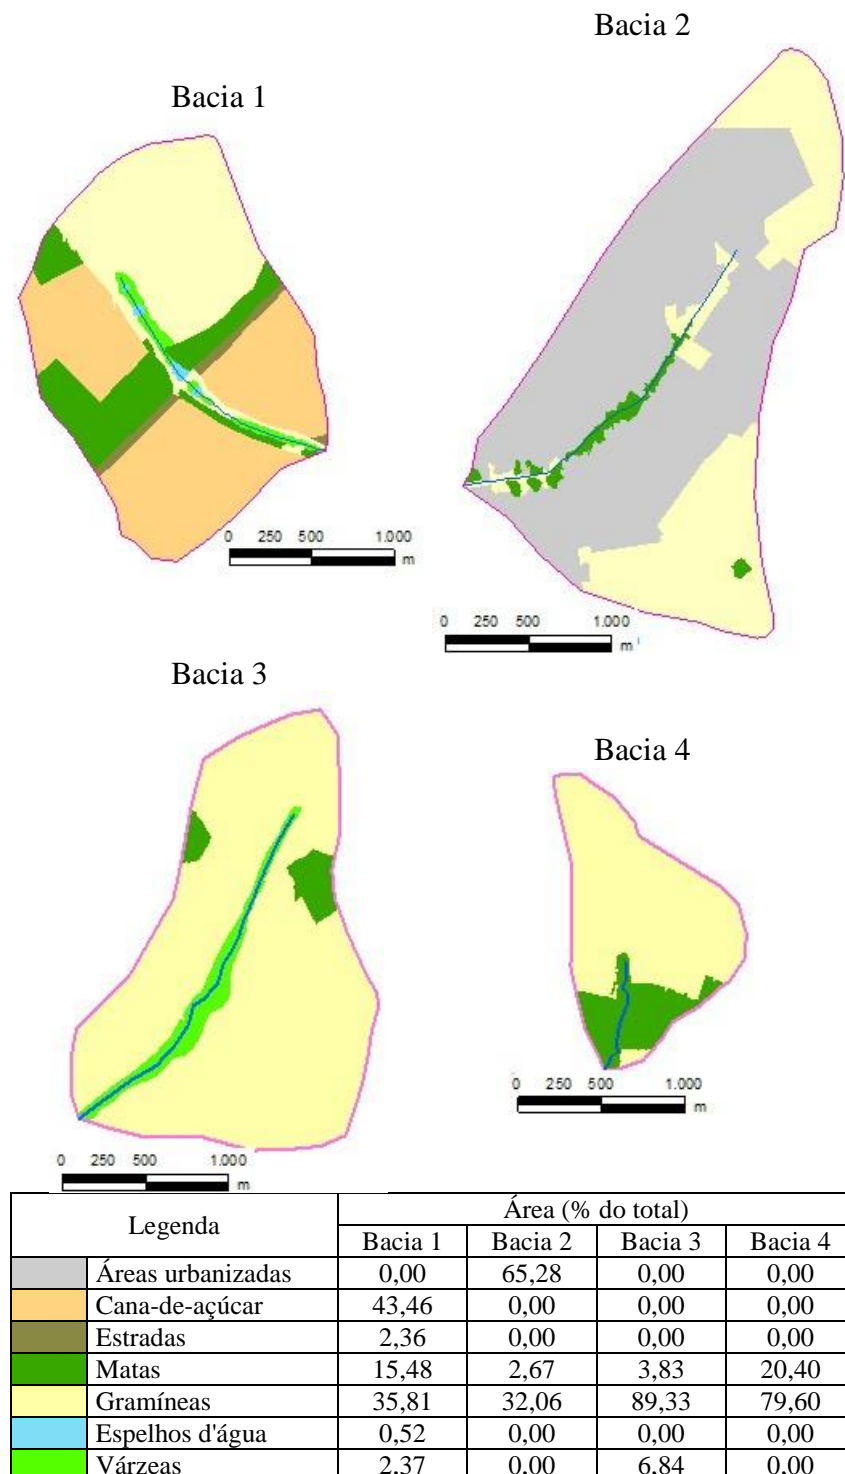 Bacia 2
Bacia 1
0 250 500 1.000
m
0 250 500 1.000
m
Bacia 3
Bacia 4
0 250 500 1.000
m
0 250 500 1.000
m
Legenda Área (% do total)
Bacia 1 Bacia 2 Bacia 3 Bacia 4
Áreas urbanizadas 0,00 65,28 0,00 0,00
Cana-de-açúcar 43,46 0,00 0,00 0,00
Estradas 2,36 0,00 0,00 0,00
Matas 15,48 2,67 3,83 20,40
Gramíneas 35,81 32,06 89,33 79,60
Espelhos d'água 0,52 0,00 0,00 0,00
Várzeas 2,37 0,00 6,84 0,00